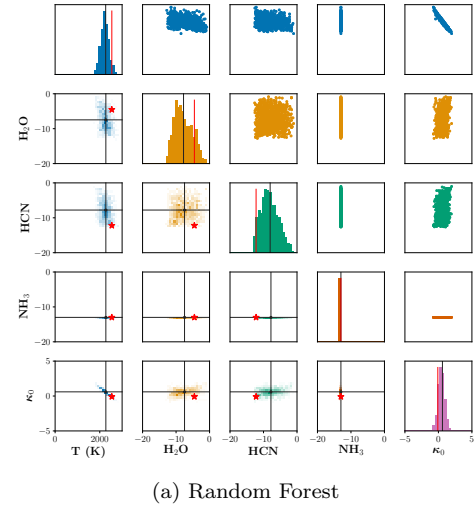 0
−10
−20
H₂O
0
−10
−20
HCN
0
−10
−20
NH₃
5
0
−5
κ₀
0 2000
T (K)
−20 −10 0
H₂O
−20 −10 0
HCN
−20 −10 0
NH₃
−5 0 5
κ₀
(a) Random Forest